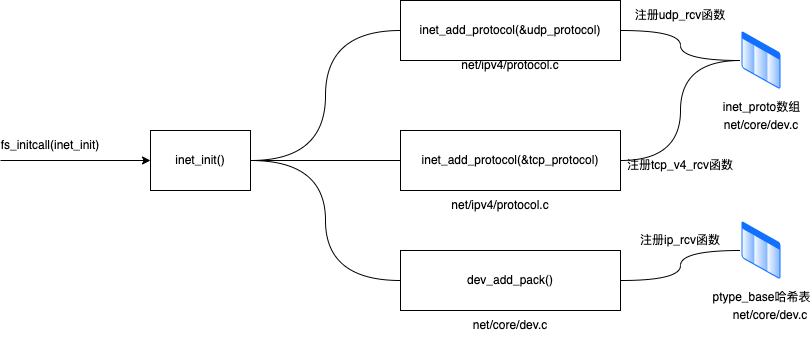 注册udp_rcv函数
inet_add_protocol(&udp_protocol)
net/ipv4/protocol.c
inet_proto数组
net/core/dev.c
fs_initcall(inet_init)
inet_init()
inet_add_protocol(&tcp_protocol)
注册tcp_v4_rcv函数
net/ipv4/protocol.c
注册ip_rcv函数
dev_add_pack()
ptype_base哈希表
net/core/dev.c
net/core/dev.c